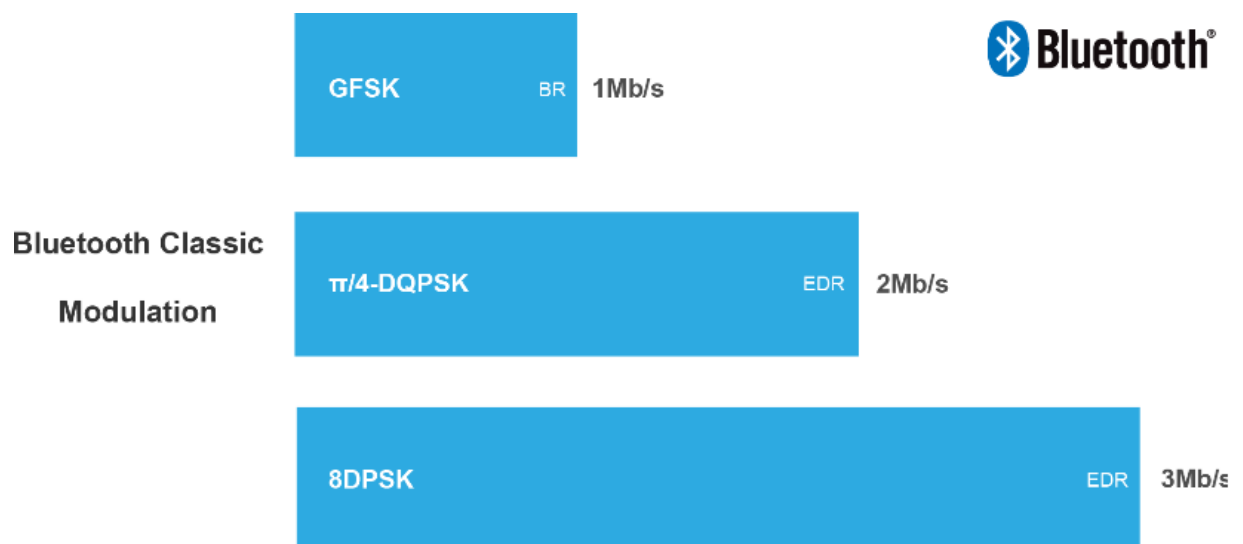 Bluetooth®
GFSK BR 1Mb/s
Bluetooth Classic
Modulation
π/4-DQPSK EDR 2Mb/s
8DPSK EDR 3Mb/s